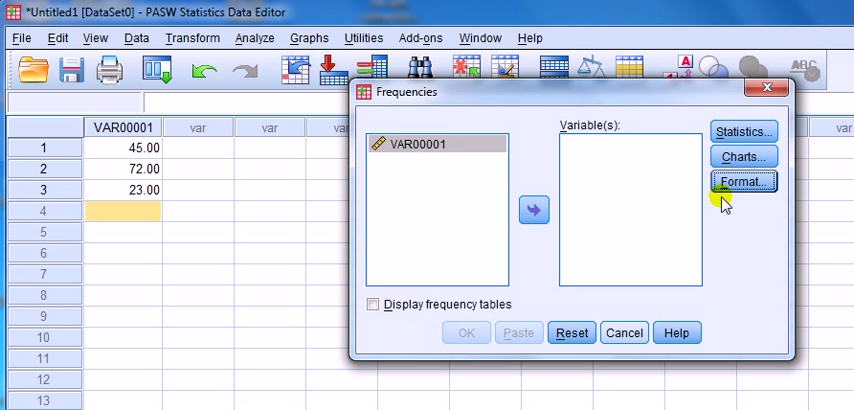 *Untitled1 [DataSet0] - PASW Statistics Data Editor
File Edit View Data Transform Analyze Graphs Utilities Add-ons Window Help
A
ABC
Frequencies
VAR00001 var var var
Variable(s):
Statistics...
VAR00001
1 45.00
Charts...
2 72.00
Format...
3 23.00
4
5
6
7
8
Display frequency tables
9
OK Paste Reset Cancel Help
10
11
12
13